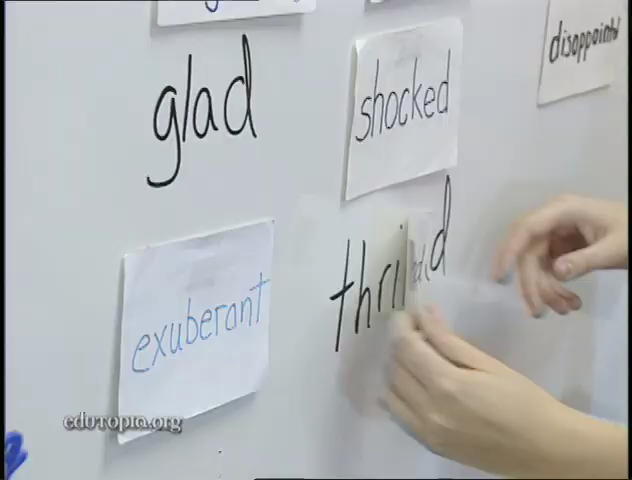 glad
shocked
disappoint
exuberant
edutopia.org